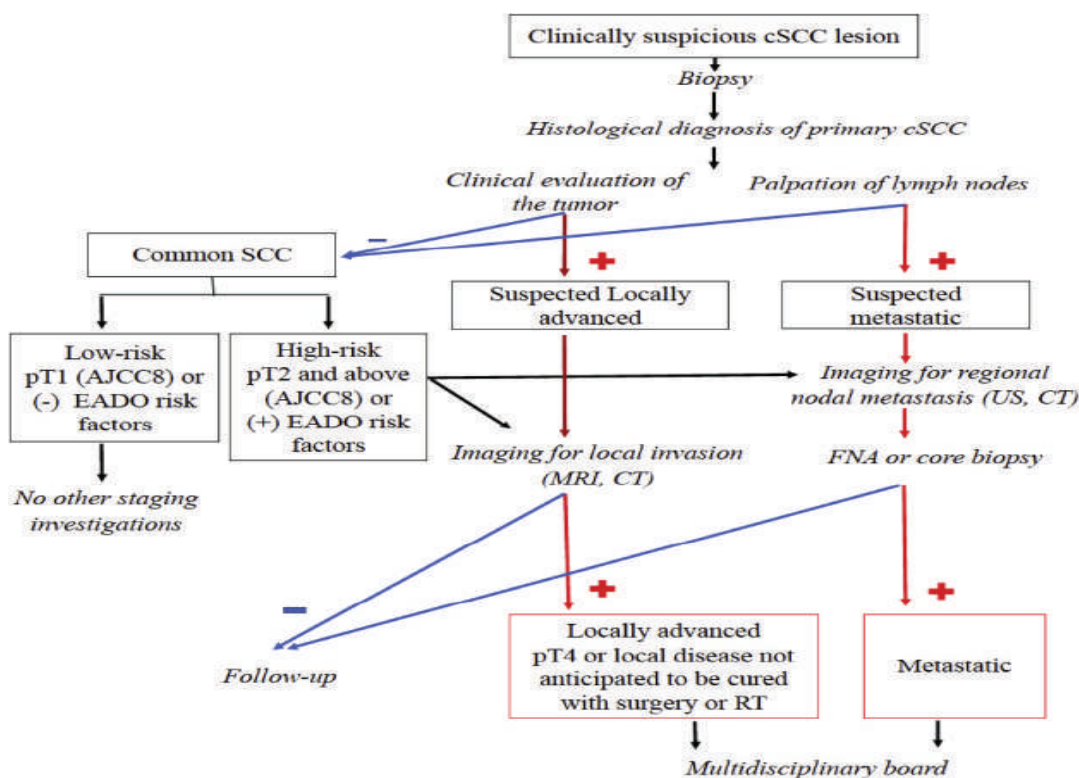 Clinically suspicious cSCC lesion
Biopsy
Histological diagnosis of primary cSCC
Clinical evaluation of
the tumor
Palpation of lymph nodes
−
Common SCC
+
+
Suspected Locally
advanced
Suspected
metastatic
Low-risk
pT1 (AJCC8) or
(-) EADO risk
factors
High-risk
pT2 and above
(AJCC8) or
(+) EADO risk
factors
Imaging for regional
nodal metastasis (US, CT)
Imaging for local invasion
(MRI, CT)
FNA or core biopsy
No other staging
investigations
−
+
+
Follow-up
Locally advanced
pT4 or local disease not
anticipated to be cured
with surgery or RT
Metastatic
Multidisciplinary board